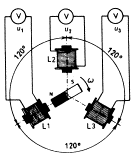 V V V
u₁ u₂ u₃
120° 120°
L2
S ω
N
L1 L3
120°